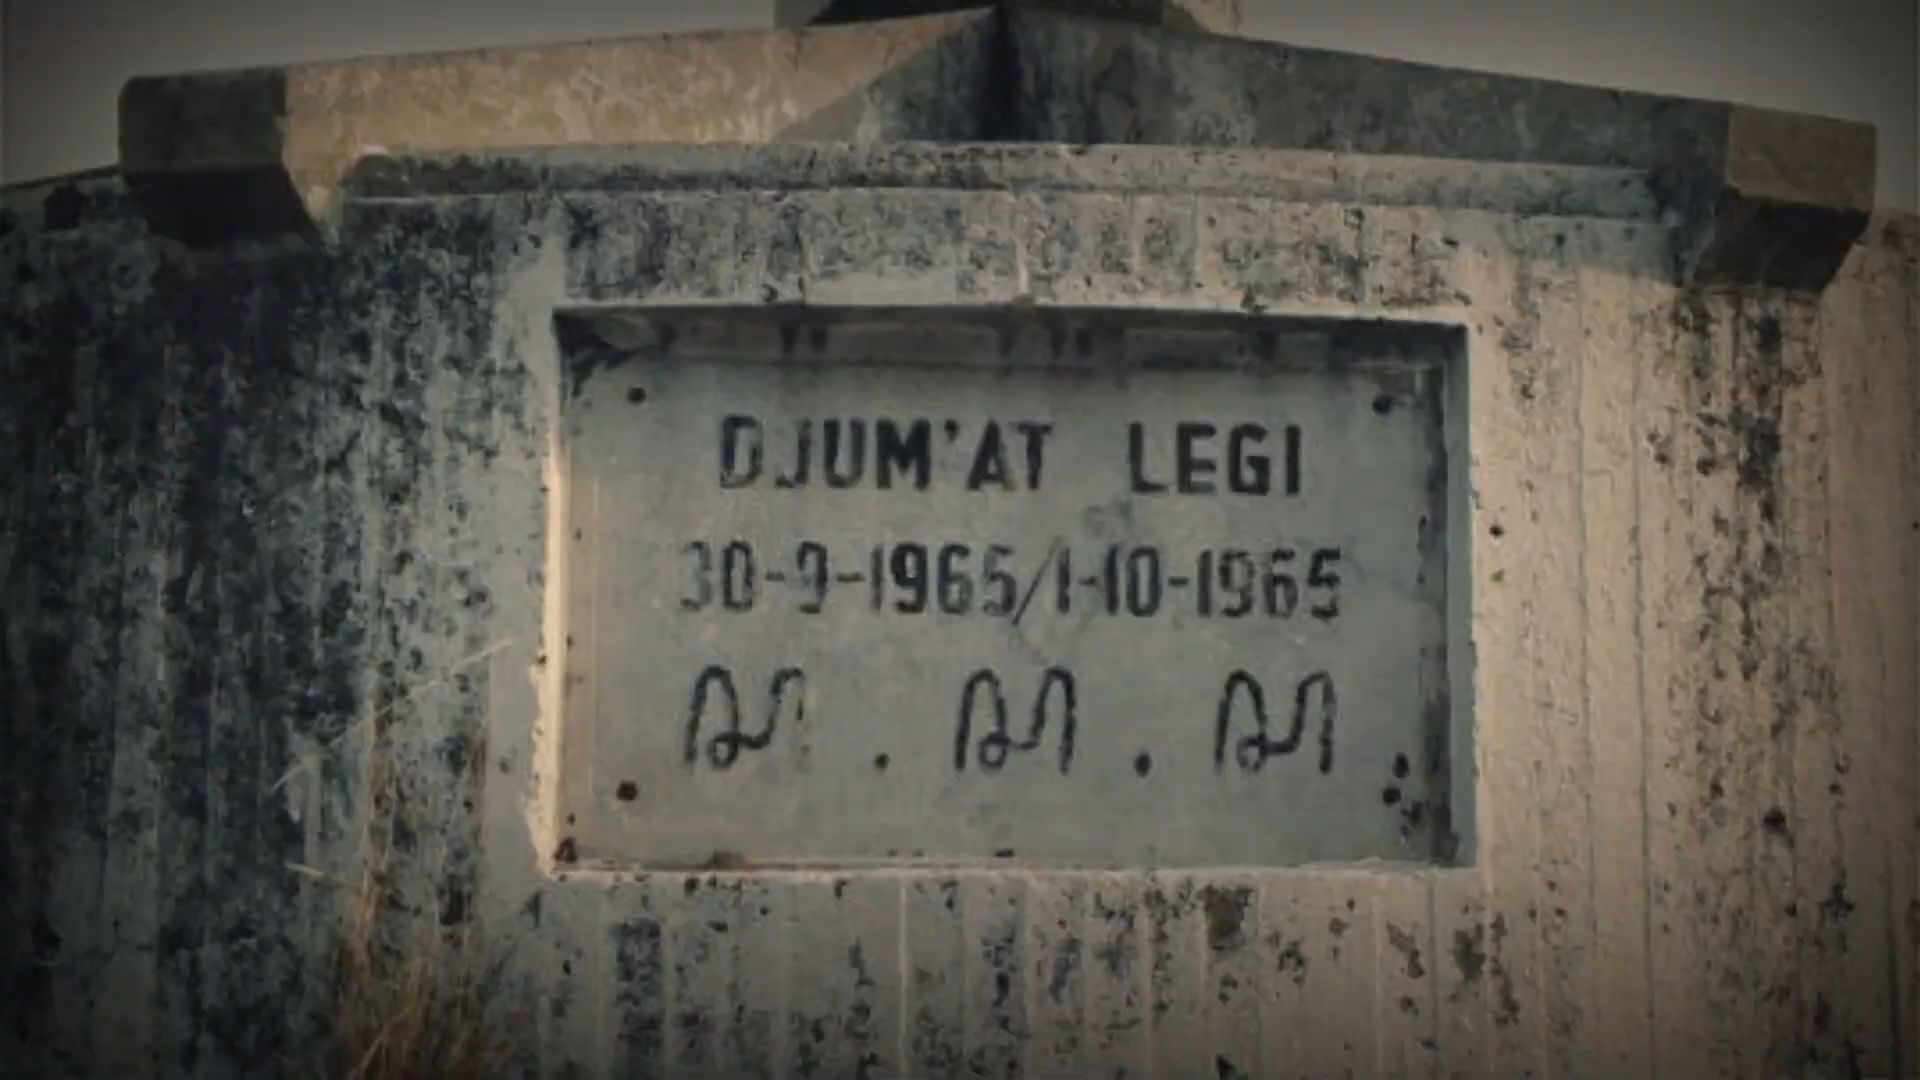 DJUM'AT LEGI
30-9-1965/1-10-1965
ꦒ . ꦒ . ꦒ .